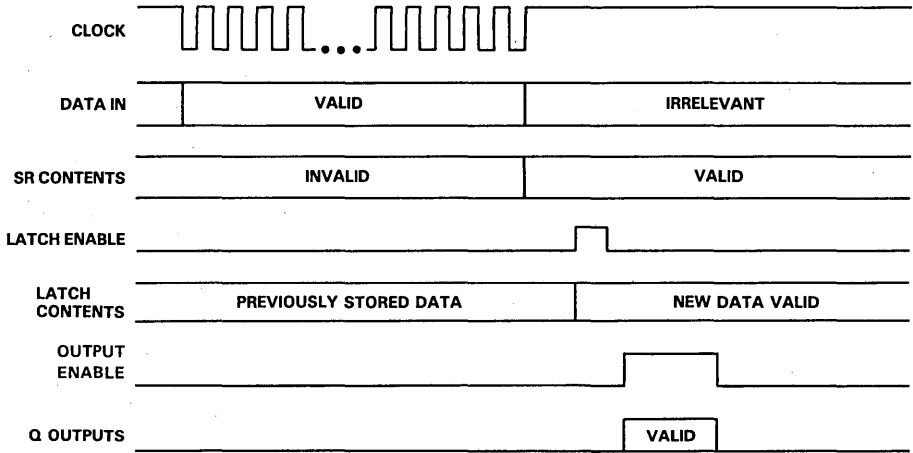 CLOCK
DATA IN
VALID
IRRELEVANT
SR CONTENTS
INVALID
VALID
LATCH ENABLE
LATCH
CONTENTS
PREVIOUSLY STORED DATA
NEW DATA VALID
OUTPUT
ENABLE
Q OUTPUTS
VALID